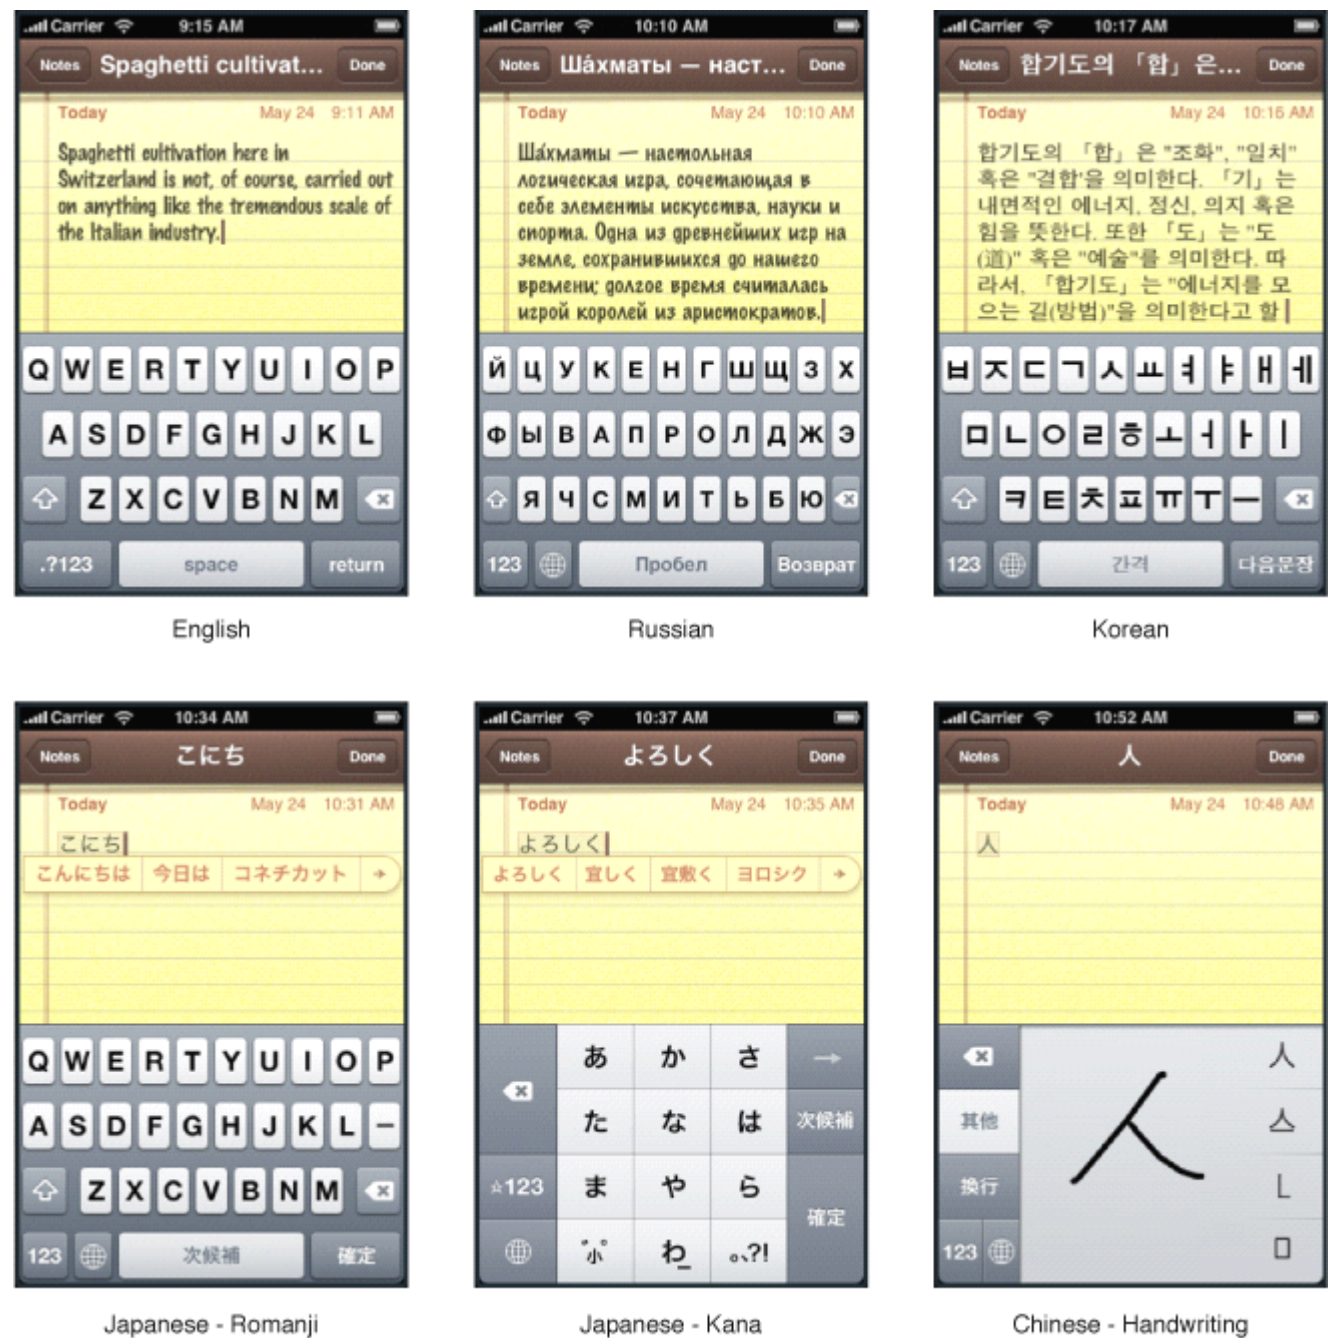 Carrier 9:15 AM
Notes Spaghetti cultivat... Done
Today May 24 9:11 AM
Spaghetti cultivation here in
Switzerland is not, of course, carried out
on anything like the tremendous scale of
the Italian industry.
Q W E R T Y U I O P
A S D F G H J K L
Z X C V B N M
.?123 space return
English
Carrier 10:10 AM
Notes Ша́хматы — наст... Done
Today May 24 10:10 AM
Ша́хматы — настольная
логическая игра, сочетающая в
себе элементы искусства, науки и
спорта. Одна из древнейших игр на
земле, сохранившихся до нашего
времени; долгое время считалась
игрой королей из аристократов.
Й Ц У К Е Н Г Ш Щ З Х
Ф Ы В А П Р О Л Д Ж Э
Я Ч С М И Т Ь Б Ю
123 Пробел Возврат
Russian
Carrier 10:17 AM
Notes 합기도의 「합」은... Done
Today May 24 10:16 AM
합기도의 「합」은 "조화", "일치"
혹은 "결합'을 의미한다. 「기」는
내면적인 에너지, 정신, 의지 혹은
힘을 뜻한다. 또한 「도」는 "도
(道)" 혹은 "예술"를 의미한다. 따
라서, 「합기도」는 "에너지를 모
으는 길(방법)"을 의미한다고 할
ㅂ ㅈ ㄷ ㄱ ㅅ ㅛ ㅕ ㅑ ㅐ ㅔ
ㅁ ㄴ ㅇ ㄹ ㅎ ㅗ ㅓ ㅏ ㅣ
ㅋ ㅌ ㅊ ㅍ ㅠ ㅜ ㅡ
123 간격 다음문장
Korean
Carrier 10:34 AM
Notes こにち Done
Today May 24 10:31 AM
こにち
こんにちは 今日は コネチカット →
Q W E R T Y U I O P
A S D F G H J K L –
Z X C V B N M
123 次候補 確定
Japanese - Romanji
Carrier 10:37 AM
Notes よろしく Done
Today May 24 10:35 AM
よろしく
よろしく 宜しく 宜敷く ヨロシク →
あ か さ →
た な は 次候補
☆123 ま や ら 確定
゛゜小 わ_ 。、?!
Japanese - Kana
Carrier 10:52 AM
Notes 人 Done
Today May 24 10:48 AM
人
人
人
其他 亼
換行 乚
123 口
Chinese - Handwriting